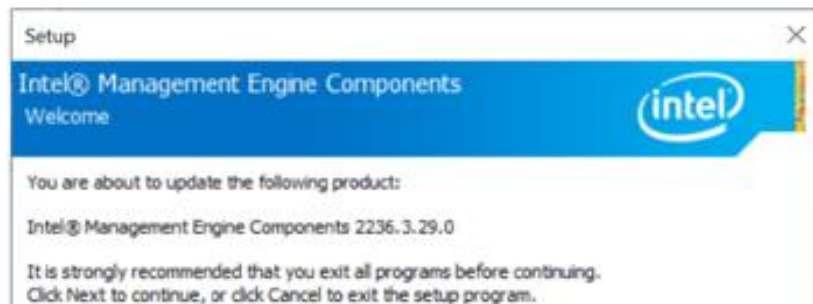 Setup
Intel® Management Engine Components
Welcome
intel
You are about to update the following product:
Intel® Management Engine Components 2236.3.29.0
It is strongly recommended that you exit all programs before continuing.
Click Next to continue, or click Cancel to exit the setup program.